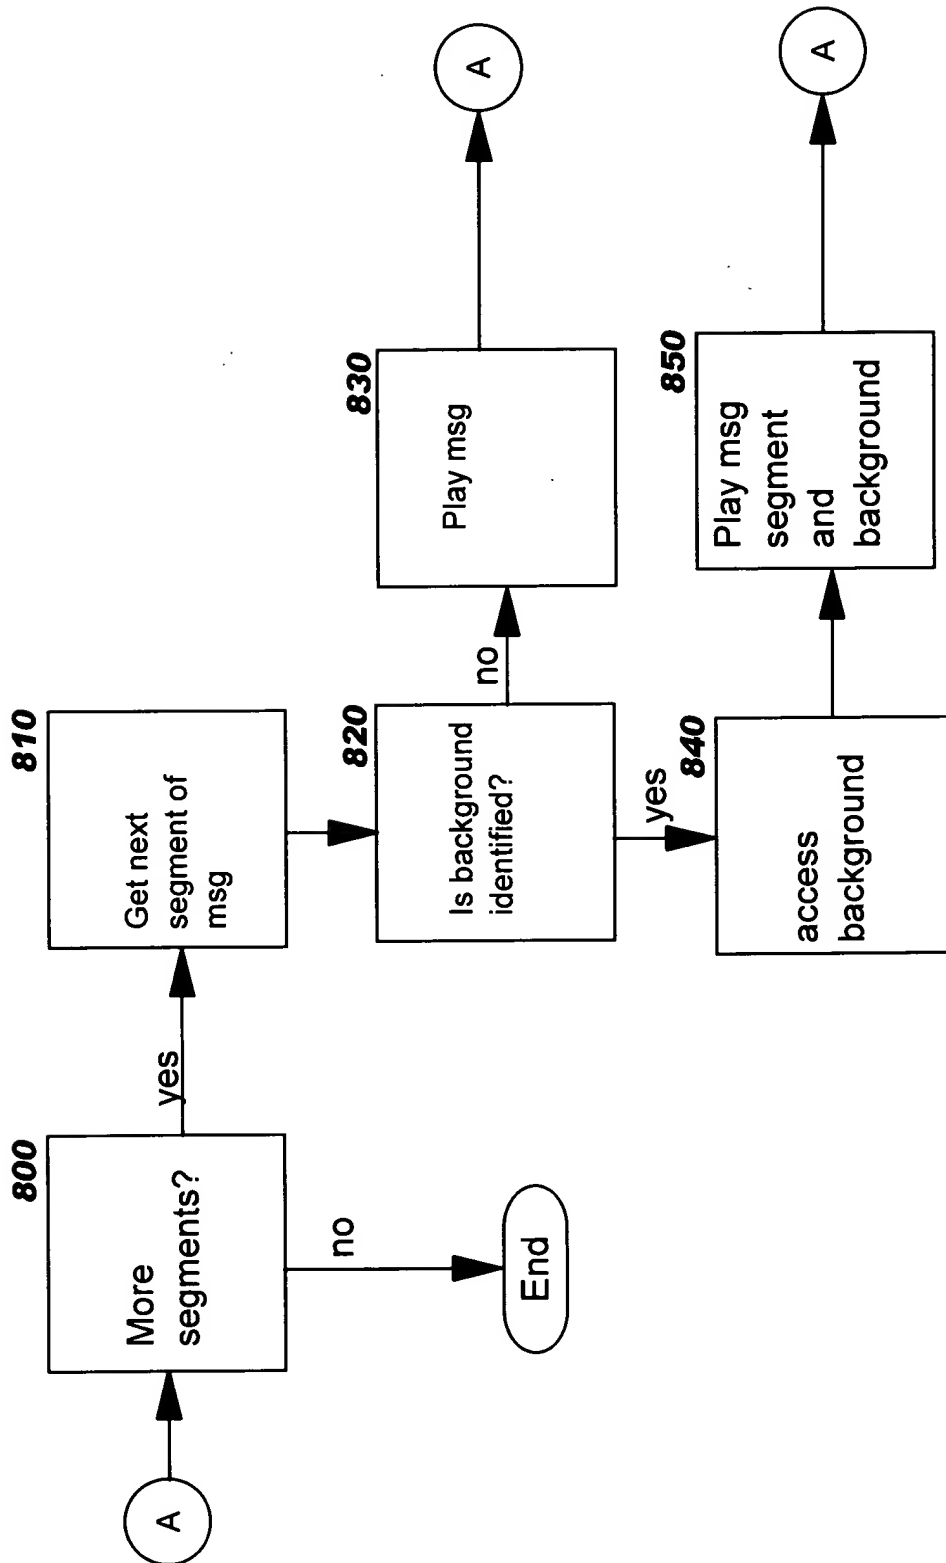 A
800
More
segments?
yes
no
End
810
Get next
segment of
msg
820
Is background
identified?
no
yes
830
Play msg
A
840
access
background
850
Play msg
segment
and
background
A